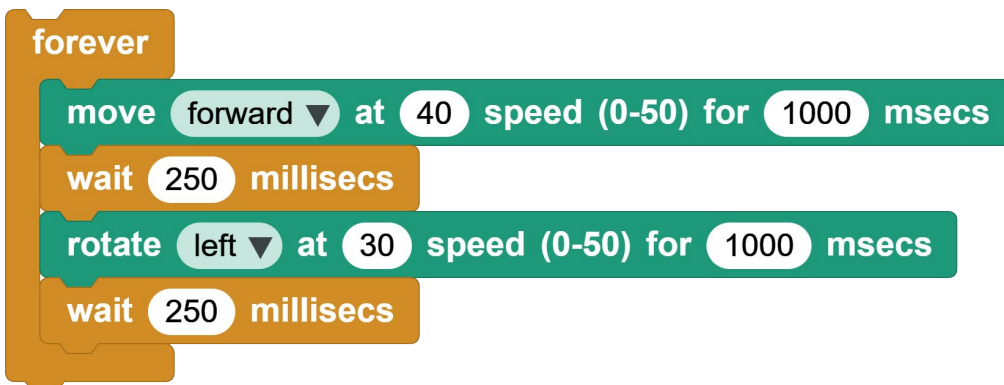 forever
move forward at 40 speed (0-50) for 1000 msecs
wait 250 millisecs
rotate left at 30 speed (0-50) for 1000 msecs
wait 250 millisecs